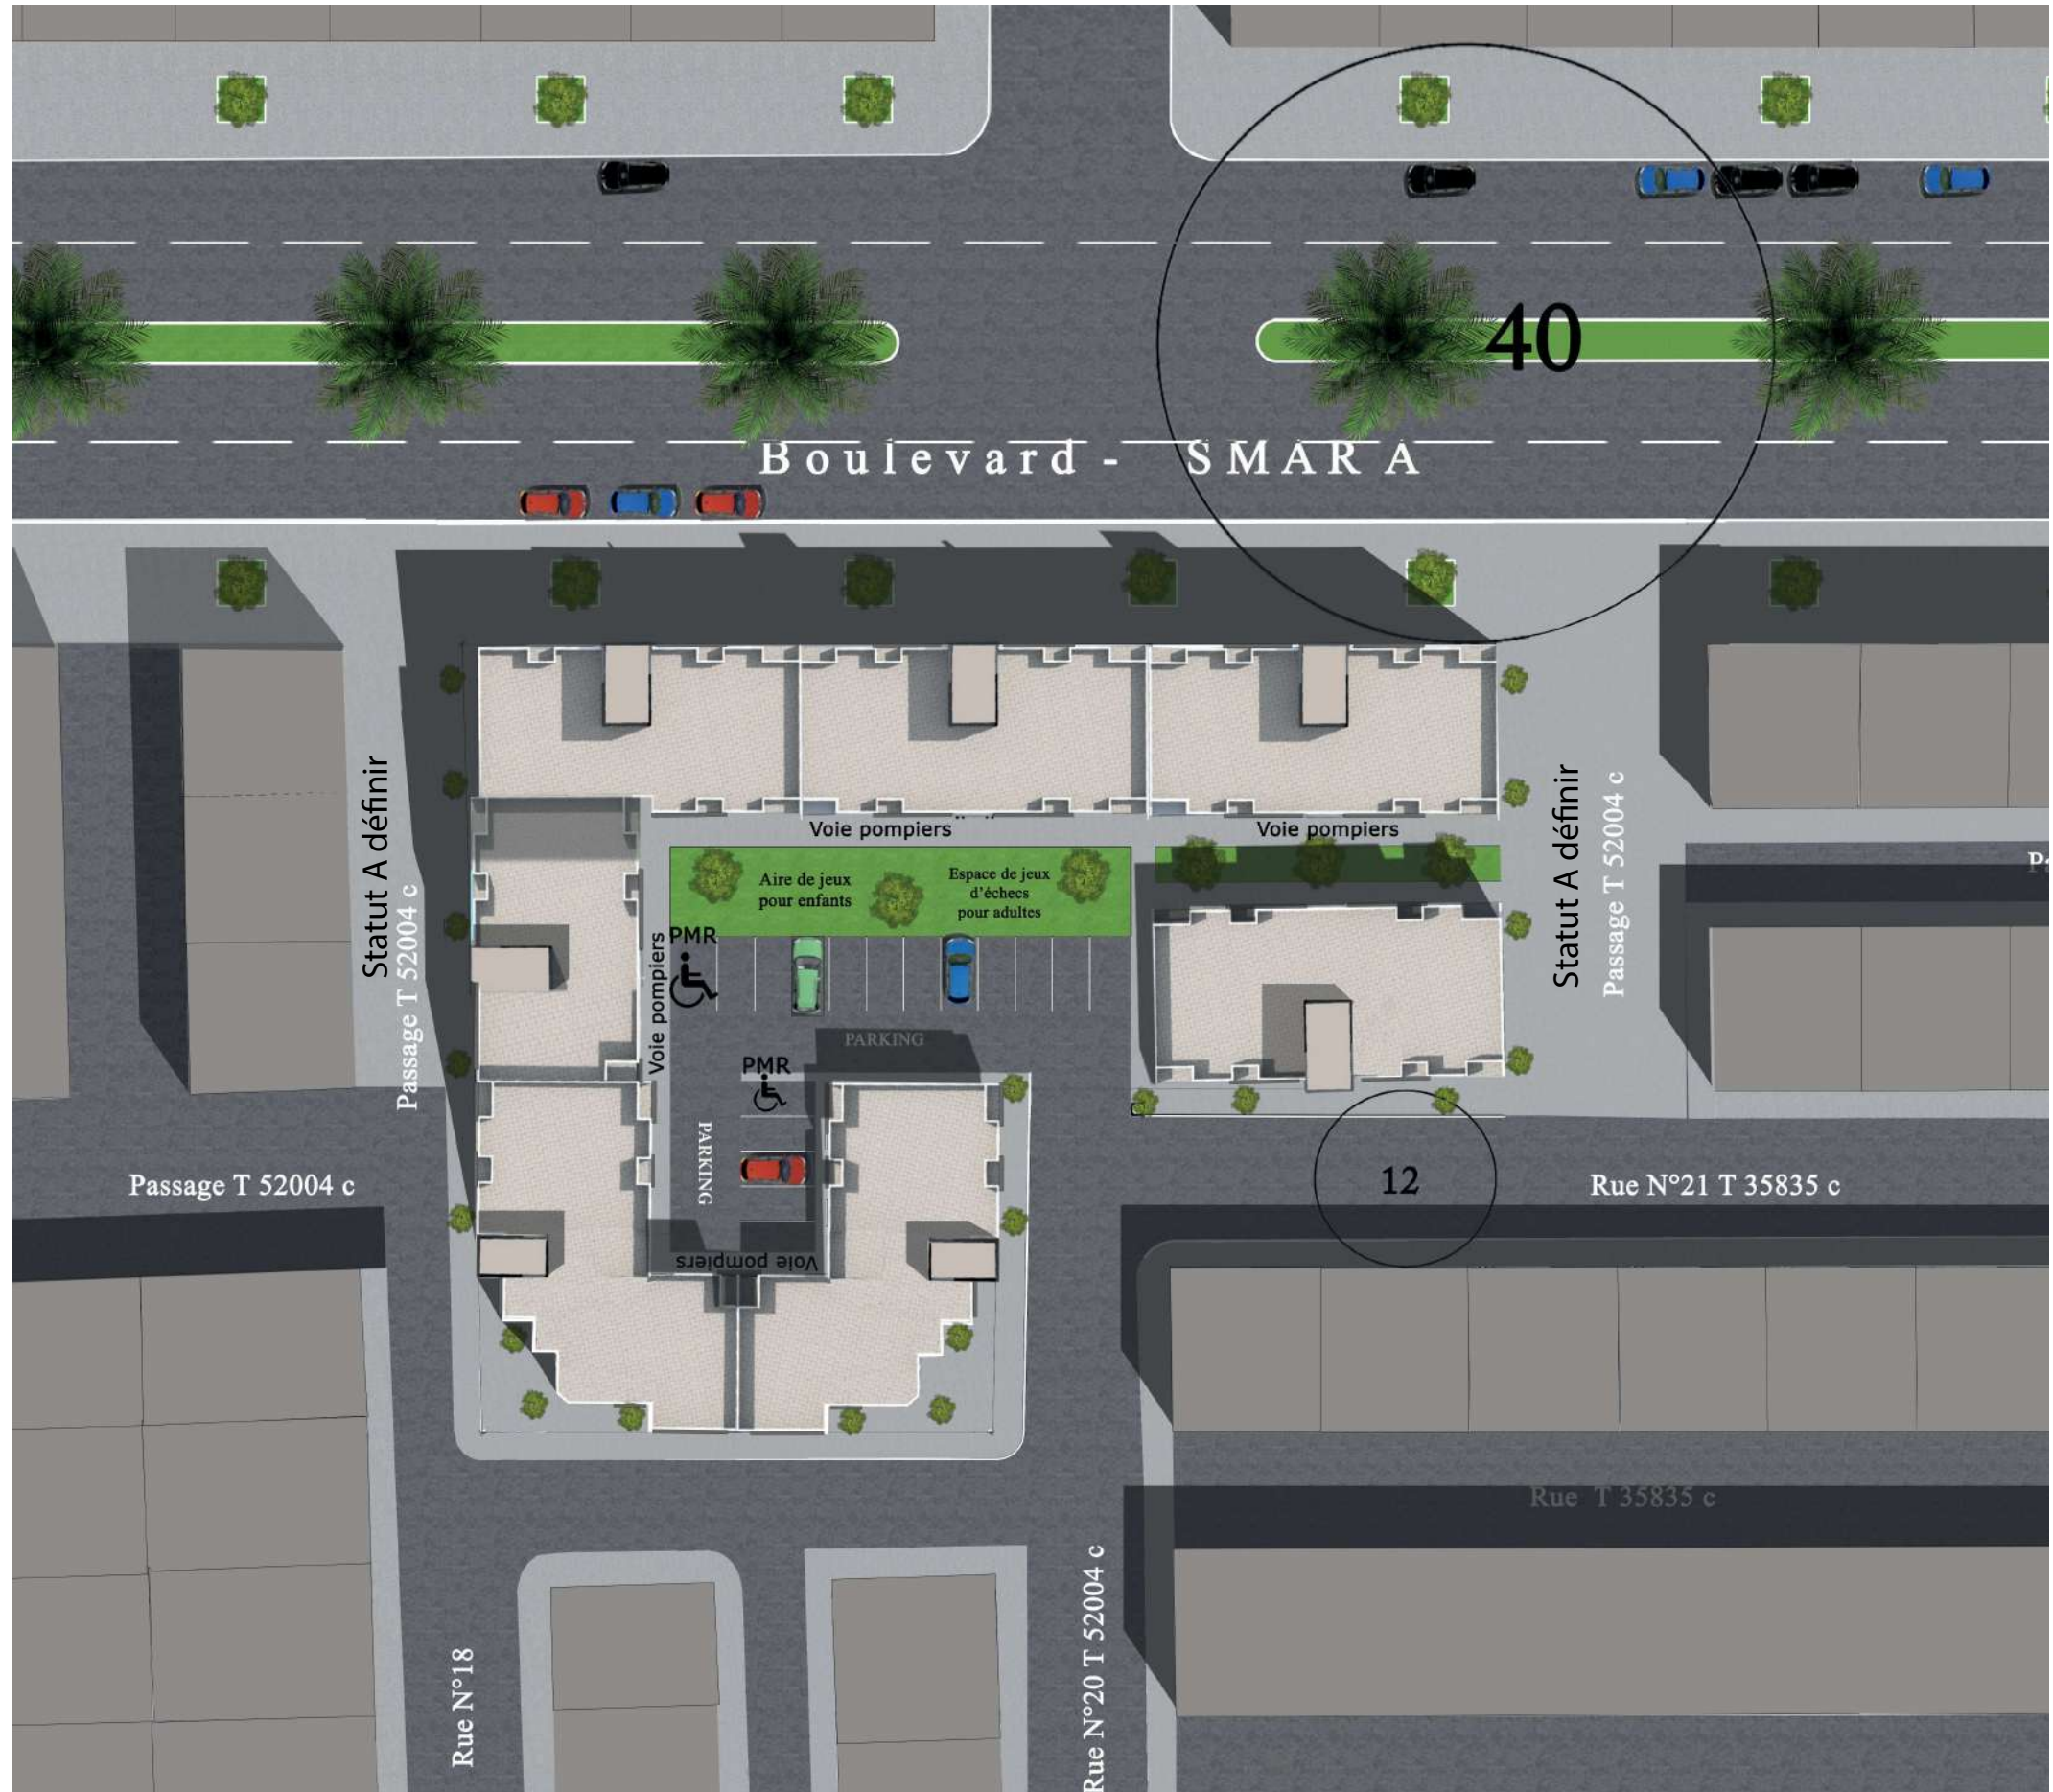 40
Boulevard - SMARA
Statut A définir
Passage T 52004 c
Voie pompiers
Voie pompiers
Aire de jeux
pour enfants
Espace de jeux
d'échecs
pour adultes
Statut A définir
Passage T 52004 c
PMR
Voie pompiers
PARKING
PMR
PARKING
Voie pompiers
Passage T 52004 c
12
Rue N°21 T 35835 c
Rue T 35835 c
Rue N°18
Rue N°20 T 52004 c